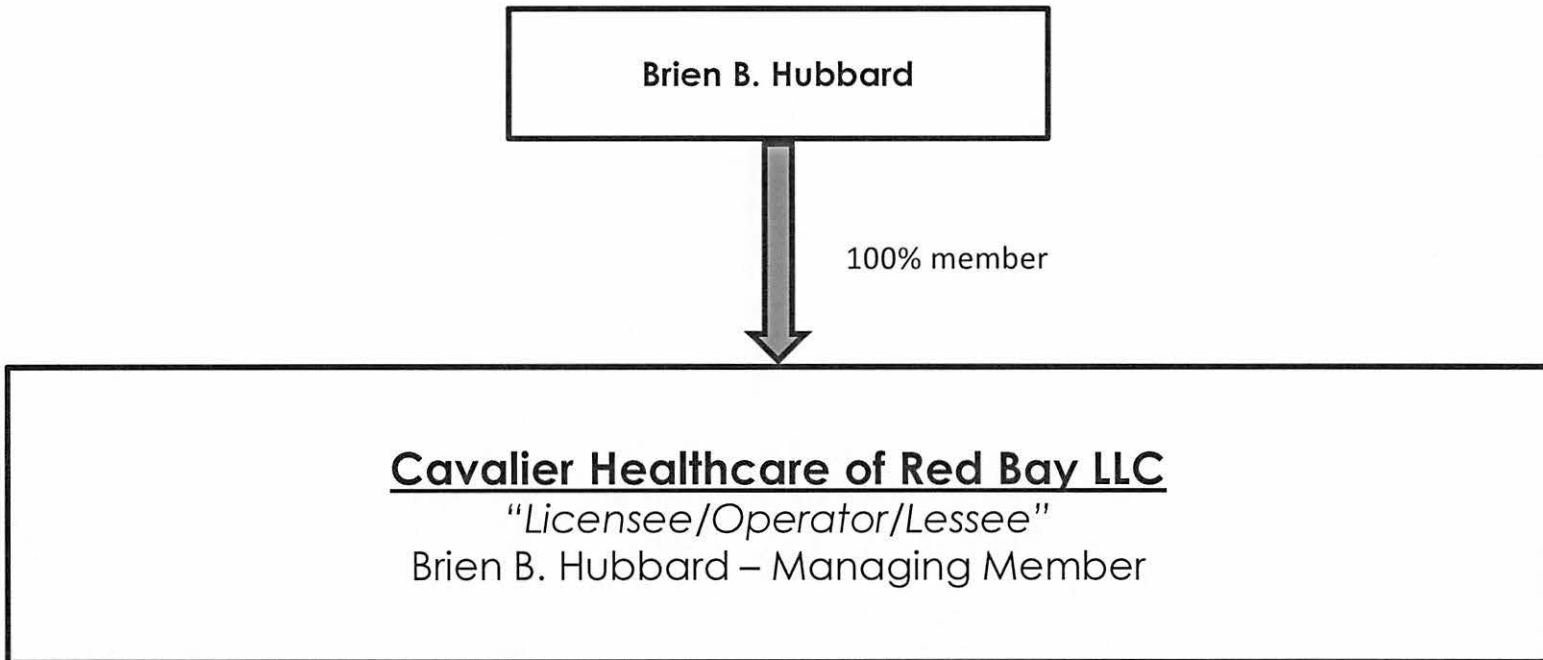 Brien B. Hubbard
100% member
Cavalier Healthcare of Red Bay LLC
“Licensee/Operator/Lessee”
Brien B. Hubbard – Managing Member